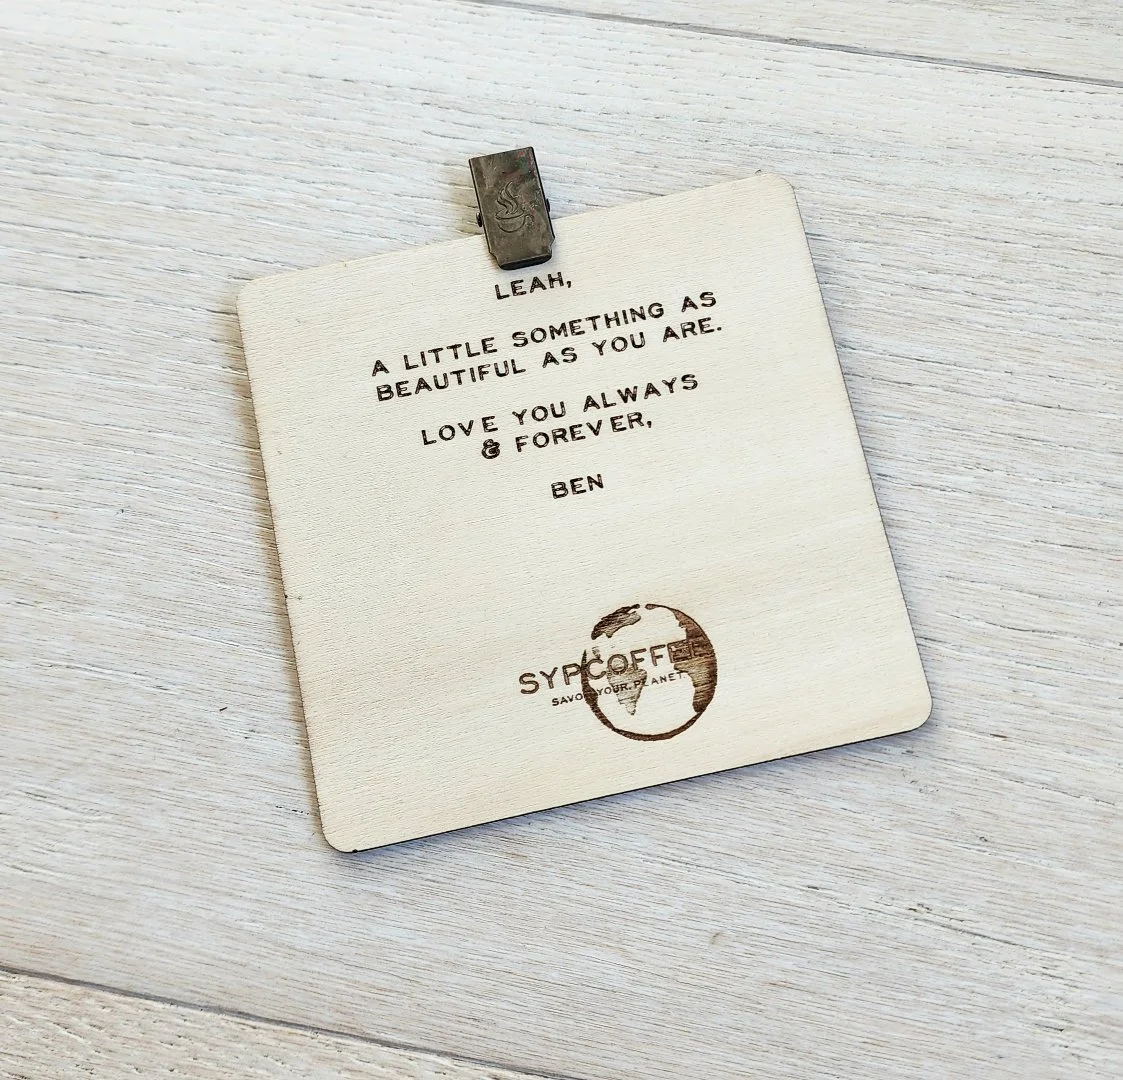 LEAH,
A LITTLE SOMETHING AS
BEAUTIFUL AS YOU ARE.
LOVE YOU ALWAYS
& FOREVER,
BEN
SYPCOFFEE
SAVOR YOUR PLANET